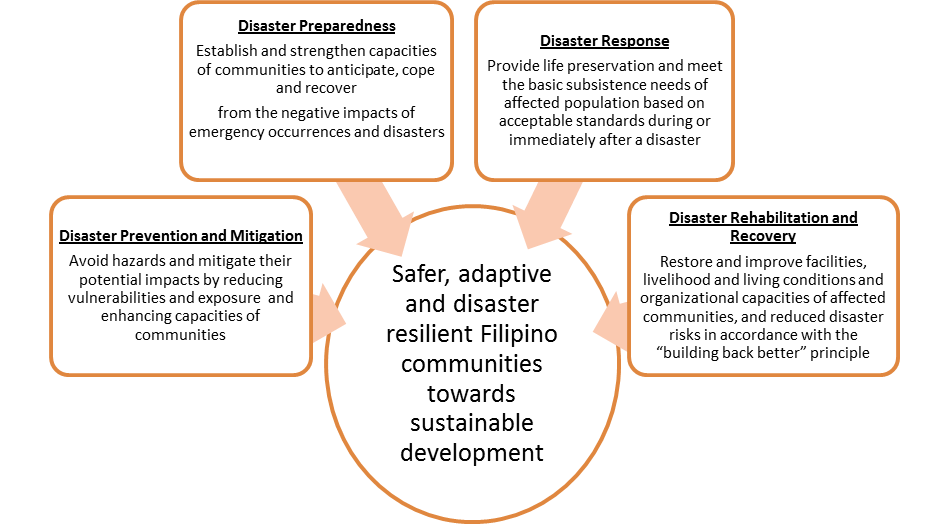 Disaster Preparedness
Establish and strengthen capacities
of communities to anticipate, cope
and recover
from the negative impacts of
emergency occurrences and disasters
Disaster Response
Provide life preservation and meet
the basic subsistence needs of
affected population based on
acceptable standards during or
immediately after a disaster
Disaster Prevention and Mitigation
Avoid hazards and mitigate their
potential impacts by reducing
vulnerabilities and exposure and
enhancing capacities of
communities
Disaster Rehabilitation and
Recovery
Restore and improve facilities,
livelihood and living conditions and
organizational capacities of affected
communities, and reduced disaster
risks in accordance with the
“building back better” principle
Safer, adaptive
and disaster
resilient Filipino
communities
towards
sustainable
development